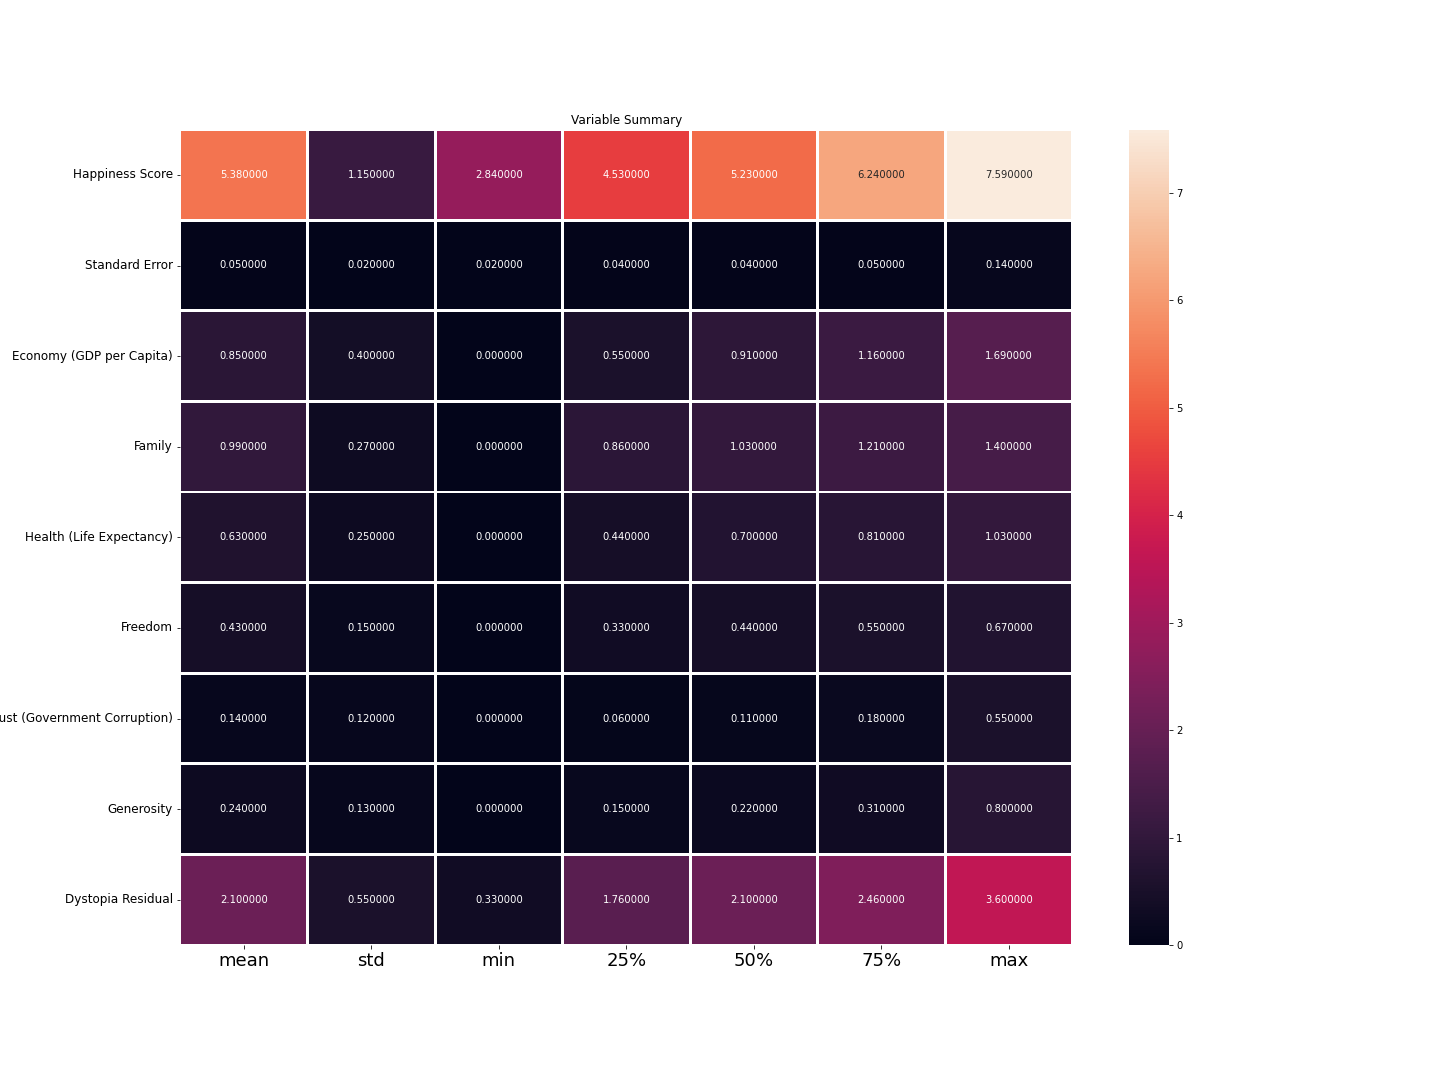 Variable Summary
Happiness Score 5.380000 1.150000 2.840000 4.530000 5.230000 6.240000 7.590000
Standard Error 0.050000 0.020000 0.020000 0.040000 0.040000 0.050000 0.140000
Economy (GDP per Capita) 0.850000 0.400000 0.000000 0.550000 0.910000 1.160000 1.690000
Family 0.990000 0.270000 0.000000 0.860000 1.030000 1.210000 1.400000
Health (Life Expectancy) 0.630000 0.250000 0.000000 0.440000 0.700000 0.810000 1.030000
Freedom 0.430000 0.150000 0.000000 0.330000 0.440000 0.550000 0.670000
ust (Government Corruption) 0.140000 0.120000 0.000000 0.060000 0.110000 0.180000 0.550000
Generosity 0.240000 0.130000 0.000000 0.150000 0.220000 0.310000 0.800000
Dystopia Residual 2.100000 0.550000 0.330000 1.760000 2.100000 2.460000 3.600000
mean std min 25% 50% 75% max
7
6
5
4
3
2
1
0